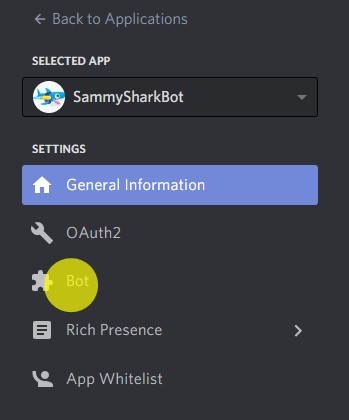 Back to Applications
SELECTED APP
SammySharkBot
SETTINGS
General Information
OAuth2
Bot
Rich Presence
App Whitelist